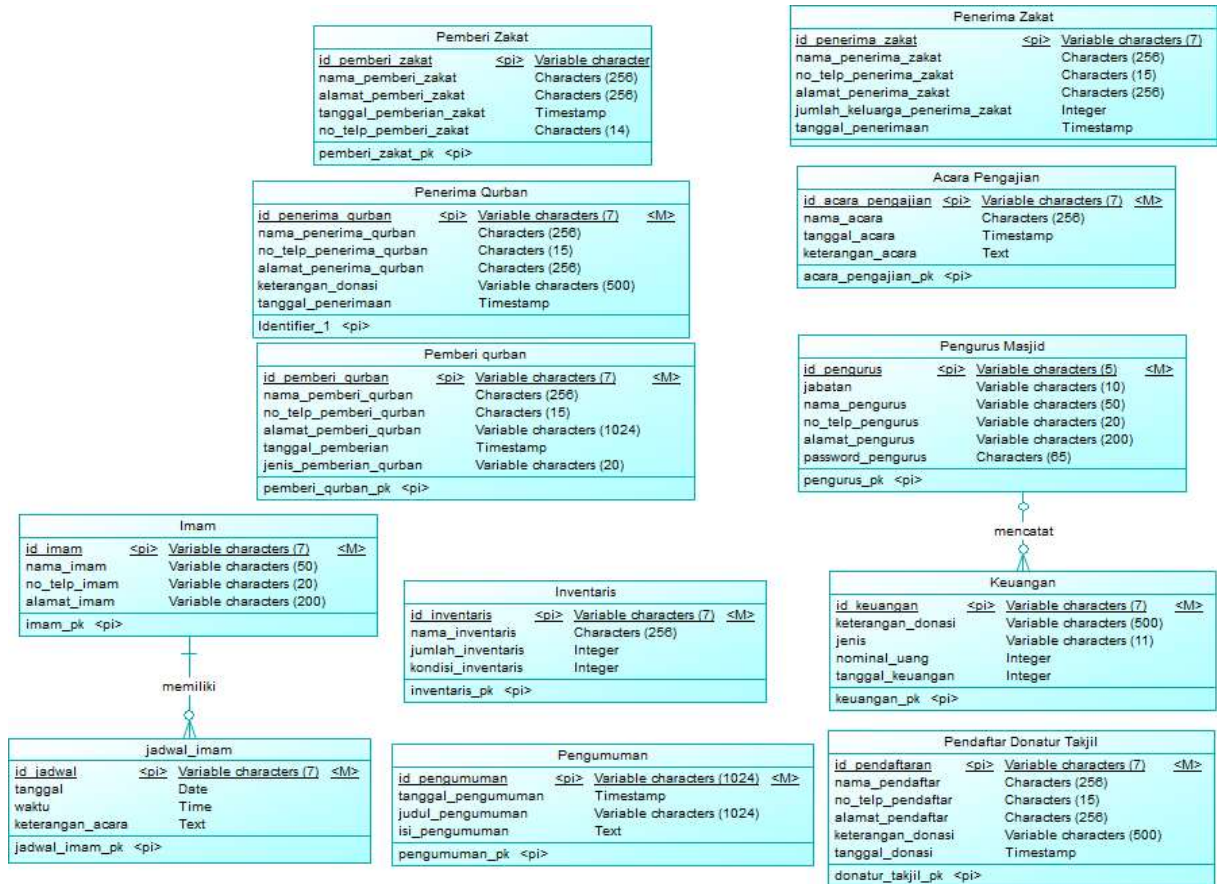 Pemberi Zakat
id_pemberi_zakat <pi> Variable character
nama_pemberi_zakat Characters (256)
alamat_pemberi_zakat Characters (256)
tanggal_pemberian_zakat Timestamp
no_telp_pemberi_zakat Characters (14)
pemberi_zakat_pk <pi>
Penerima Zakat
id_penerima_zakat <pi> Variable characters (7)
nama_penerima_zakat Characters (256)
no_telp_penerima_zakat Characters (15)
alamat_penerima_zakat Characters (256)
jumlah_keluarga_penerima_zakat Integer
tanggal_penerimaan Timestamp
Penerima Qurban
id_penerima_qurban <pi> Variable characters (7) <M>
nama_penerima_qurban Characters (256)
no_telp_penerima_qurban Characters (15)
alamat_penerima_qurban Characters (256)
keterangan_donasi Variable characters (500)
tanggal_penerimaan Timestamp
Identifier_1 <pi>
Acara Pengajian
id_acara_pengajian <pi> Variable characters (7) <M>
nama_acara Characters (256)
tanggal_acara Timestamp
keterangan_acara Text
acara_pengajian_pk <pi>
Pemberi qurban
id_pemberi_qurban <pi> Variable characters (7) <M>
nama_pemberi_qurban Characters (256)
no_telp_pemberi_qurban Characters (15)
alamat_pemberi_qurban Variable characters (1024)
tanggal_pemberian Timestamp
jenis_pemberian_qurban Variable characters (20)
pemberi_qurban_pk <pi>
Pengurus Masjid
id_pengurus <pi> Variable characters (5) <M>
jabatan Variable characters (10)
nama_pengurus Variable characters (50)
no_telp_pengurus Variable characters (20)
alamat_pengurus Variable characters (200)
password_pengurus Characters (65)
pengurus_pk <pi>
mencatat
Imam
id_imam <pi> Variable characters (7) <M>
nama_imam Variable characters (50)
no_telp_imam Variable characters (20)
alamat_imam Variable characters (200)
imam_pk <pi>
memiliki
Inventaris
id_inventaris <pi> Variable characters (7) <M>
nama_inventaris Characters (256)
jumlah_inventaris Integer
kondisi_inventaris Integer
inventaris_pk <pi>
Keuangan
id_keuangan <pi> Variable characters (7) <M>
keterangan_donasi Variable characters (500)
jenis Variable characters (11)
nominal_uang Integer
tanggal_keuangan Integer
keuangan_pk <pi>
jadwal_imam
id_jadwal <pi> Variable characters (7) <M>
tanggal Date
waktu Time
keterangan_acara Text
jadwal_imam_pk <pi>
Pengumuman
id_pengumuman <pi> Variable characters (1024) <M>
tanggal_pengumuman Timestamp
judul_pengumuman Variable characters (1024)
isi_pengumuman Text
pengumuman_pk <pi>
Pendaftar Donatur Takjil
id_pendaftaran <pi> Variable characters (7) <M>
nama_pendaftar Characters (256)
no_telp_pendaftar Characters (15)
alamat_pendaftar Characters (256)
keterangan_donasi Variable characters (500)
tanggal_donasi Timestamp
donatur_takjil_pk <pi>